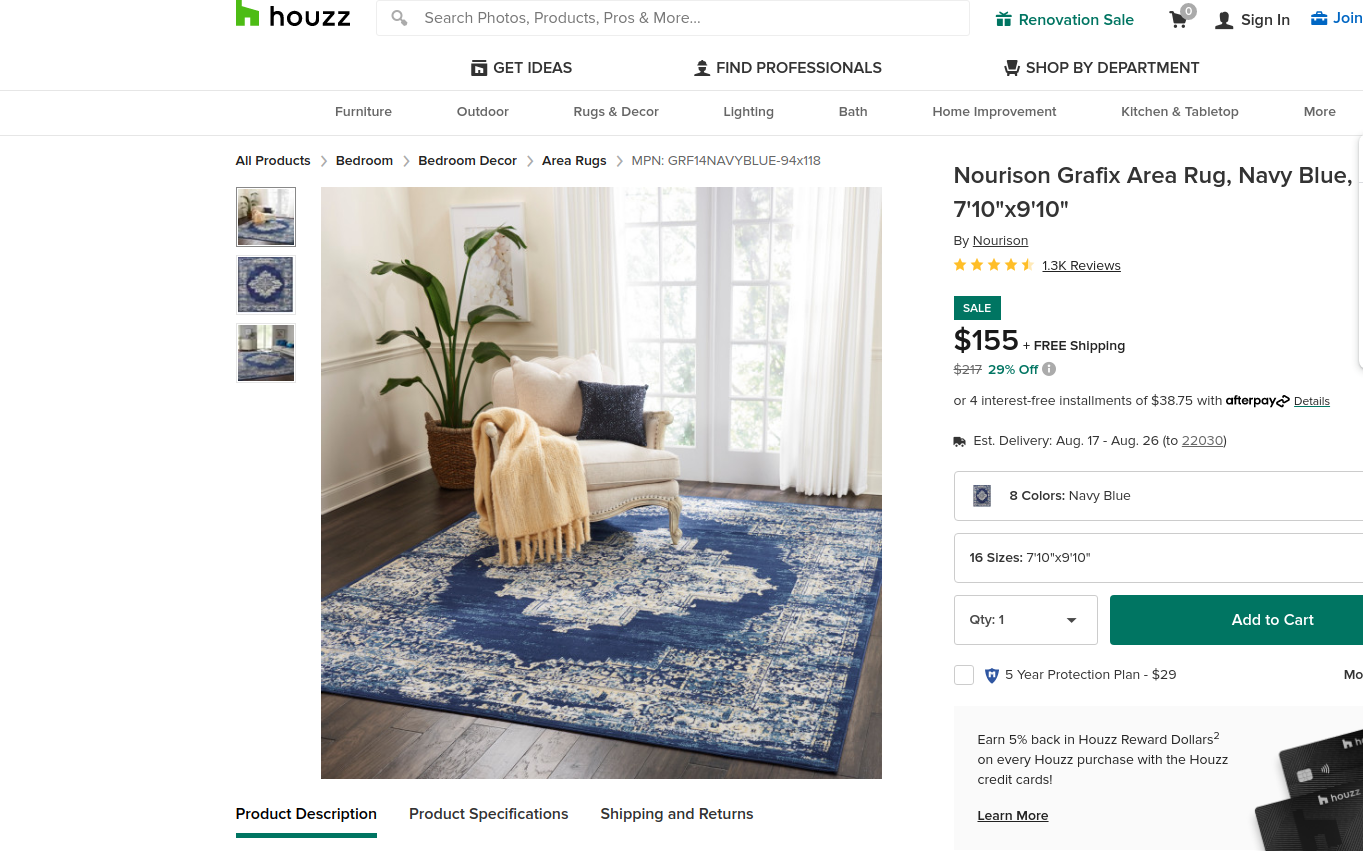 houzz
Search Photos, Products, Pros & More...
Renovation Sale
0
Sign In
Join
GET IDEAS
FIND PROFESSIONALS
SHOP BY DEPARTMENT
Furniture
Outdoor
Rugs & Decor
Lighting
Bath
Home Improvement
Kitchen & Tabletop
More
All Products
Bedroom
Bedroom Decor
Area Rugs
MPN: GRF14NAVYBLUE-94x118
Nourison Grafix Area Rug, Navy Blue,
7'10"x9'10"
By Nourison
1.3K Reviews
SALE
$155 + FREE Shipping
$217 29% Off
or 4 interest-free installments of $38.75 with afterpay Details
Est. Delivery: Aug. 17 - Aug. 26 (to 22030)
8 Colors: Navy Blue
16 Sizes: 7'10"x9'10"
Qty: 1
Add to Cart
5 Year Protection Plan - $29
Mo
Earn 5% back in Houzz Reward Dollars2
on every Houzz purchase with the Houzz
credit cards!
Learn More
houzz
Product Description
Product Specifications
Shipping and Returns